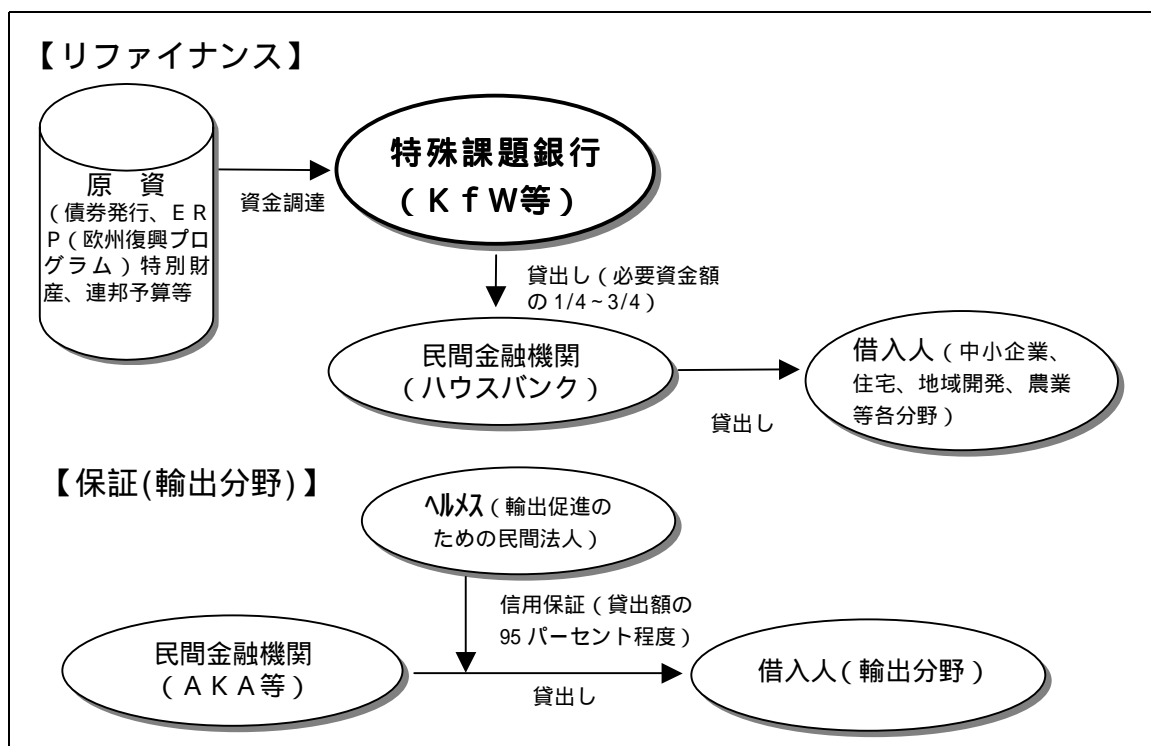 【リファイナンス】
原　資
（債券発行、ＥＲ
Ｐ（欧州復興プロ
グラム）特別財
産、連邦予算等
資金調達
特殊課題銀行
（ＫｆＷ等）
貸出し（必要資金額
の 1/4～3/4）
民間金融機関
（ハウスバンク）
貸出し
借入人（中小企業、
住宅、地域開発、農業
等各分野）
【保証(輸出分野)】
ﾍﾙﾒｽ（輸出促進の
ための民間法人）
信用保証（貸出額の
95 パーセント程度）
民間金融機関
（ＡＫＡ等）
貸出し
借入人（輸出分野）